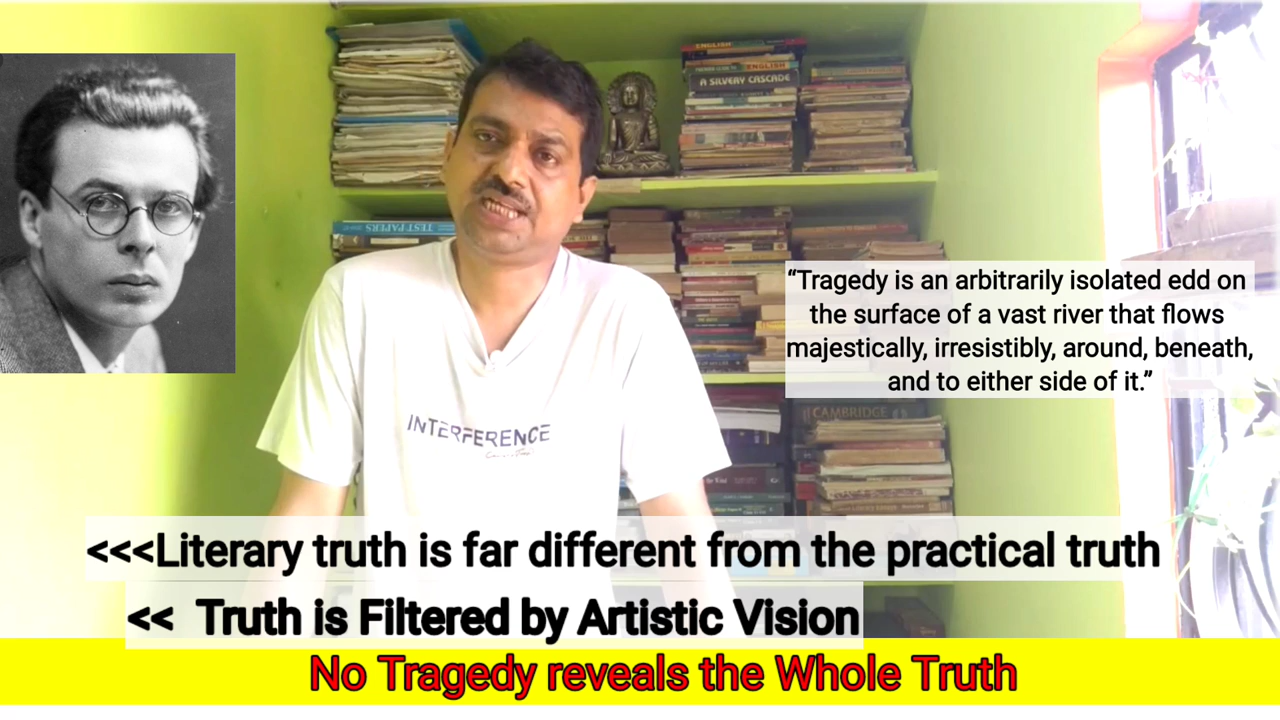 ENGLISH
ENGLISH
A SILVERY CASCADE
TEST PAPERS
“Tragedy is an arbitrarily isolated edd on
the surface of a vast river that flows
majestically, irresistibly, around, beneath,
and to either side of it.”
CAMBRIDGE
INTERFERENCE
<<<Literary truth is far different from the practical truth
<< Truth is Filtered by Artistic Vision
No Tragedy reveals the Whole Truth